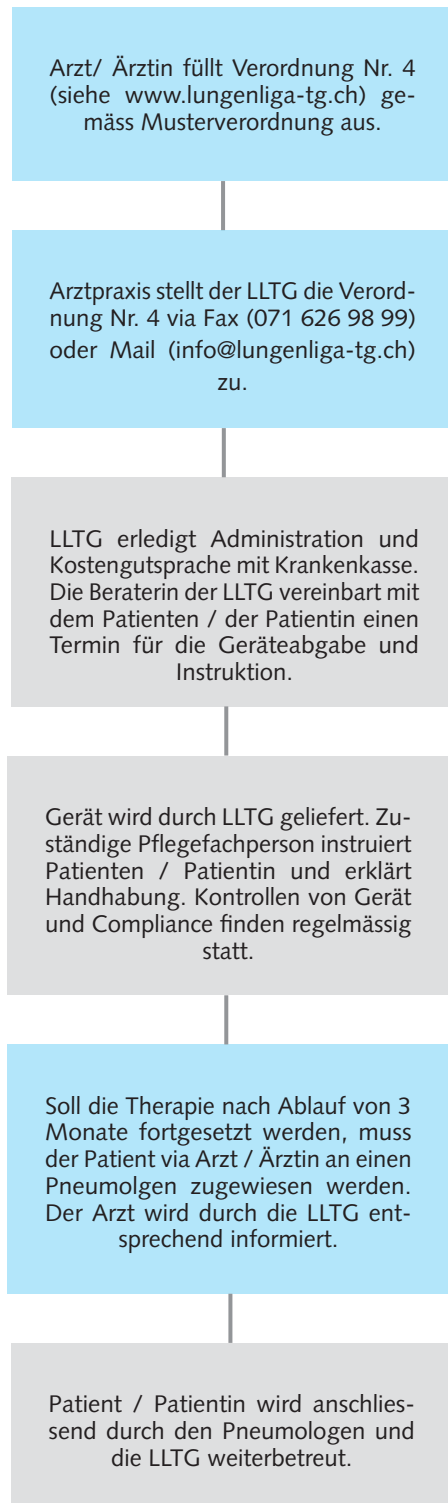 Arzt/ Ärztin füllt Verordnung Nr. 4
(siehe www.lungenliga-tg.ch) ge-
mäss Musterverordnung aus.
Arztpraxis stellt der LLTG die Verord-
nung Nr. 4 via Fax (071 626 98 99)
oder Mail (info@lungenliga-tg.ch)
zu.
LLTG erledigt Administration und
Kostengutsprache mit Krankenkasse.
Die Beraterin der LLTG vereinbart mit
dem Patienten / der Patientin einen
Termin für die Geräteabgabe und
Instruktion.
Gerät wird durch LLTG geliefert. Zu-
ständige Pflegefachperson instruiert
Patienten / Patientin und erklärt
Handhabung. Kontrollen von Gerät
und Compliance finden regelmässig
statt.
Soll die Therapie nach Ablauf von 3
Monate fortgesetzt werden, muss
der Patient via Arzt / Ärztin an einen
Pneumolgen zugewiesen werden.
Der Arzt wird durch die LLTG ent-
sprechend informiert.
Patient / Patientin wird anschlies-
send durch den Pneumologen und
die LLTG weiterbetreut.